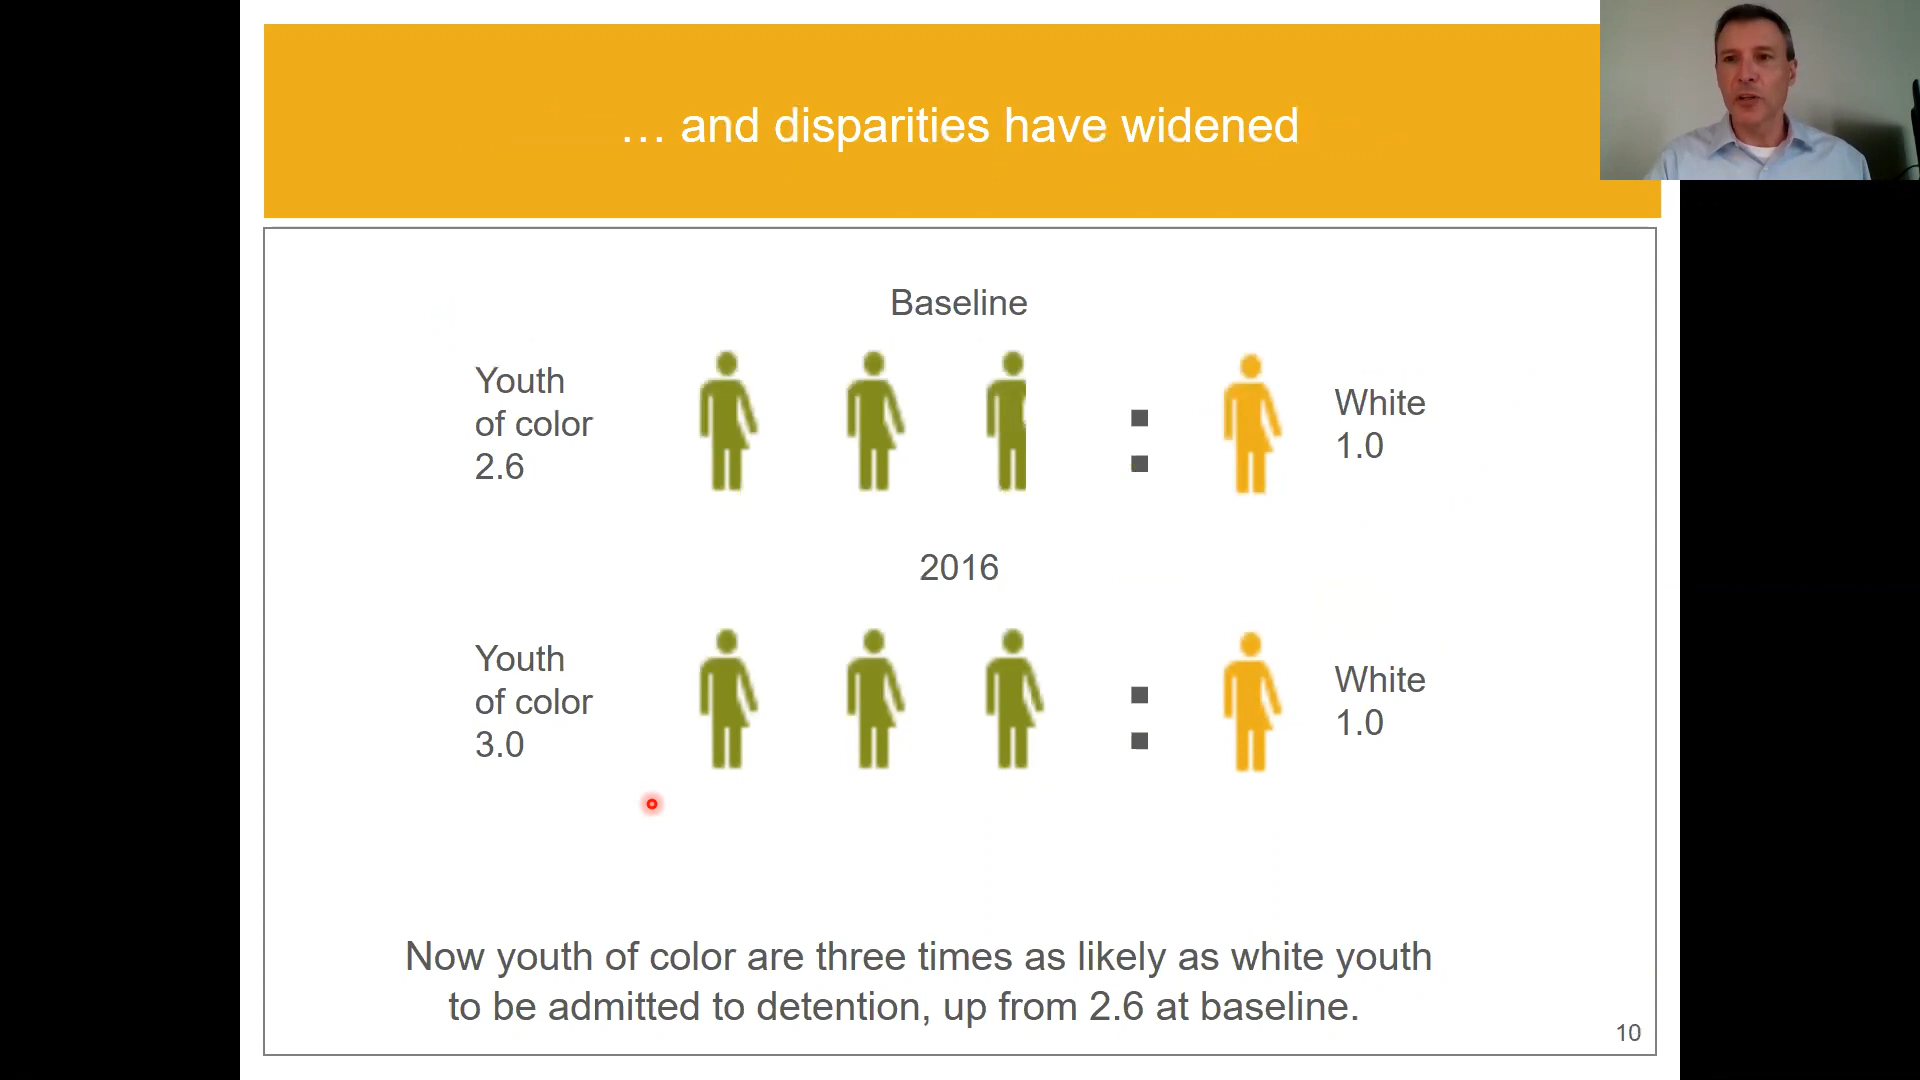 … and disparities have widened
Baseline
Youth
of color
2.6
:
White
1.0
2016
Youth
of color
3.0
:
White
1.0
Now youth of color are three times as likely as white youth
to be admitted to detention, up from 2.6 at baseline.
10